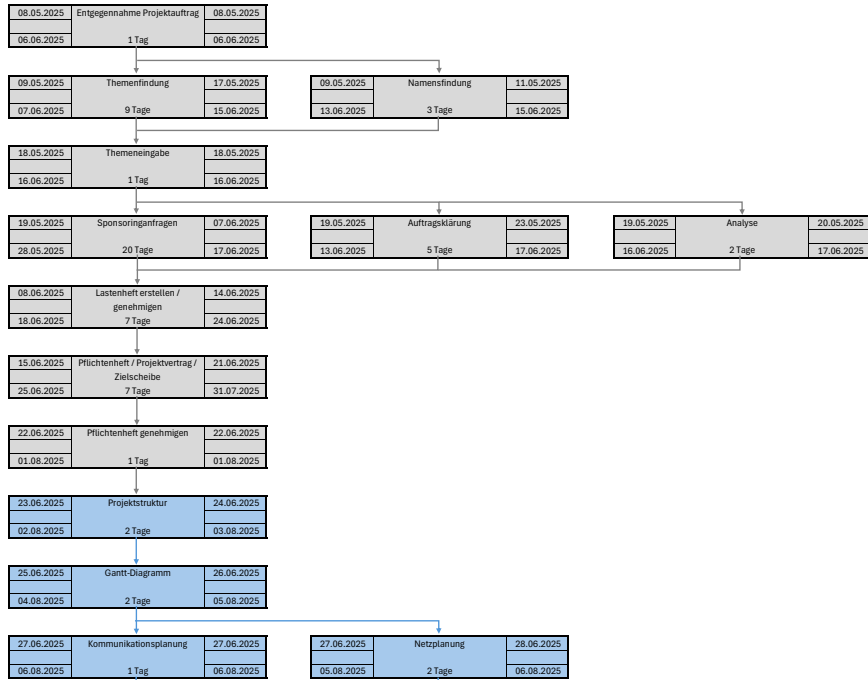 08.05.2025 Entgegennahme Projektauftrag 08.05.2025
06.06.2025 1 Tag 06.06.2025
09.05.2025 Themenfindung 17.05.2025 09.05.2025 Namensfindung 11.05.2025
07.06.2025 9 Tage 15.06.2025 13.06.2025 3 Tage 15.06.2025
18.05.2025 Themeneingabe 18.05.2025
16.06.2025 1 Tag 16.06.2025
19.05.2025 Sponsoringanfragen 07.06.2025 19.05.2025 Auftragsklärung 23.05.2025 19.05.2025 Analyse 20.05.2025
28.05.2025 20 Tage 17.06.2025 13.06.2025 5 Tage 17.06.2025 16.06.2025 2 Tage 17.06.2025
08.06.2025 Lastenheft erstellen / 14.06.2025
genehmigen
18.06.2025 7 Tage 24.06.2025
15.06.2025 Pflichtenheft / Projektvertrag / 21.06.2025
Zielscheibe
25.06.2025 7 Tage 31.07.2025
22.06.2025 Pflichtenheft genehmigen 22.06.2025
01.08.2025 1 Tag 01.08.2025
23.06.2025 Projektstruktur 24.06.2025
02.08.2025 2 Tage 03.08.2025
25.06.2025 Gantt-Diagramm 26.06.2025
04.08.2025 2 Tage 05.08.2025
27.06.2025 Kommunikationsplanung 27.06.2025 27.06.2025 Netzplanung 28.06.2025
06.08.2025 1 Tag 06.08.2025 05.08.2025 2 Tage 06.08.2025